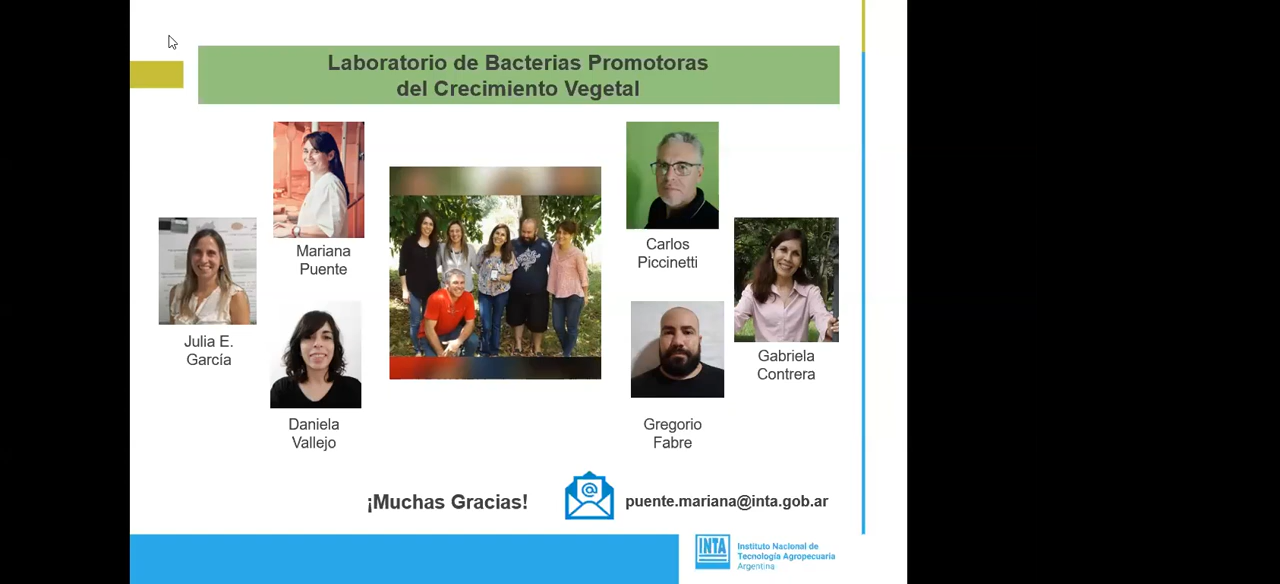 Laboratorio de Bacterias Promotoras
del Crecimiento Vegetal
Mariana
Puente
Carlos
Piccinetti
Julia E.
García
Gabriela
Contrera
Daniela
Vallejo
Gregorio
Fabre
¡Muchas Gracias!
@
puente.mariana@inta.gob.ar
INTA
Instituto Nacional de
Tecnología Agropecuaria
Argentina